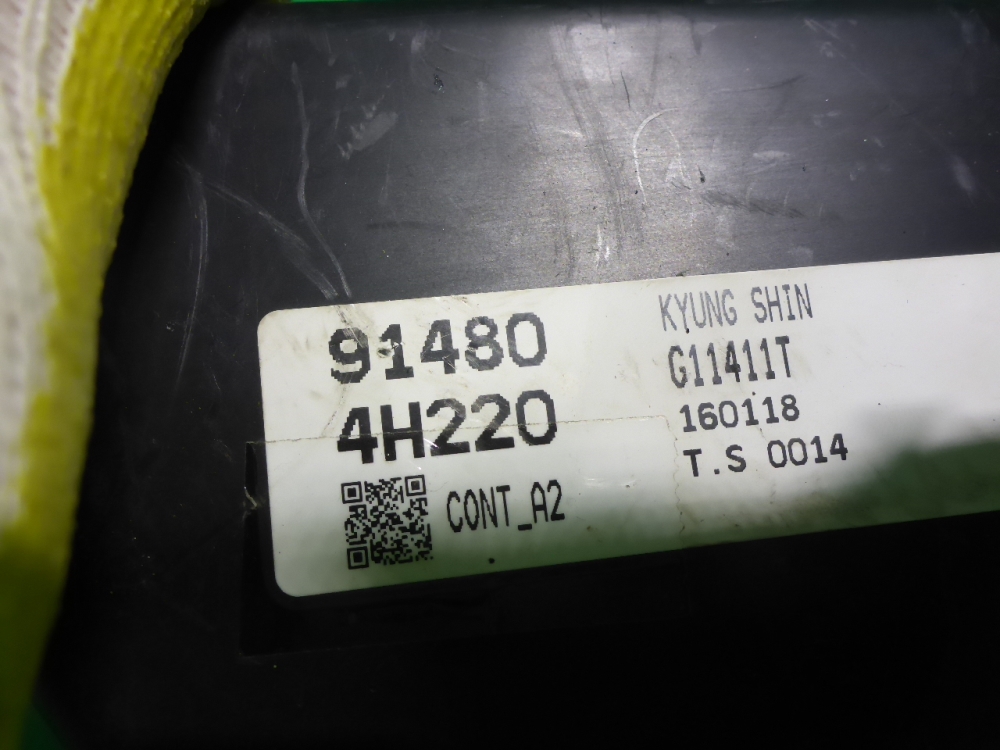 91480
4H220
CONT_A2
KYUNG SHIN
G11411T
160118
T.S 0014